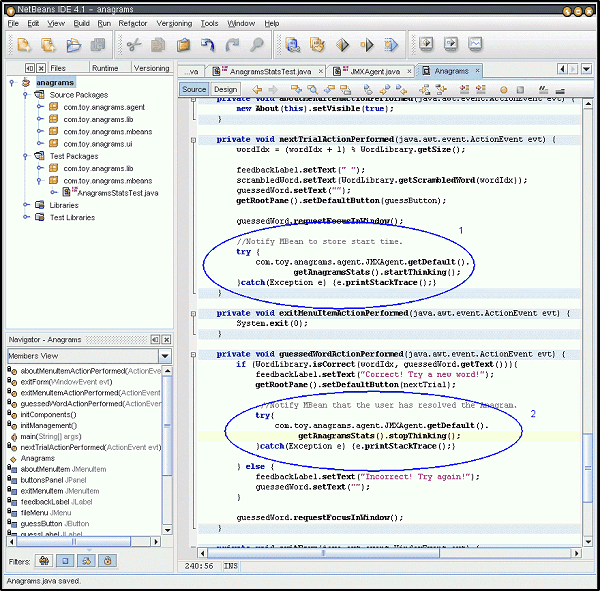 NetBeans IDE 4.1 - anagrams
File Edit View Build Run Refactor Versioning Tools Window Help
Files Runtime Versioning
...va AnagramsStatsTest.java JMXAgent.java Anagrams
anagrams
Source Packages
com.toy.anagrams.agent
com.toy.anagrams.lib
com.toy.anagrams.mbeans
com.toy.anagrams.ui
Test Packages
com.toy.anagrams.lib
com.toy.anagrams.mbeans
AnagramsStatsTest.java
Libraries
Test Libraries
Source Design
private void aboutMenuItemActionPerformed(java.awt.event.ActionEvent evt) {
new About(this).setVisible(true);
}
private void nextTrialActionPerformed(java.awt.event.ActionEvent evt) {
wordIdx = (wordIdx + 1) % WordLibrary.getSize();
feedbackLabel.setText(" ");
scrambledWord.setText(WordLibrary.getScrambledWord(wordIdx));
guessedWord.setText("");
getRootPane().setDefaultButton(guessButton);
guessedWord.requestFocusInWindow();
1
//Notify MBean to store start time.
try {
com.toy.anagrams.agent.JMXAgent.getDefault().
getAnagramsStats().startThinking();
}catch(Exception e) {e.printStackTrace();}
}
private void exitMenuItemActionPerformed(java.awt.event.ActionEvent evt) {
System.exit(0);
}
private void guessedWordActionPerformed(java.awt.event.ActionEvent evt) {
if (WordLibrary.isCorrect(wordIdx, guessedWord.getText())){
feedbackLabel.setText("Correct! Try a new word!");
getRootPane().setDefaultButton(nextTrial);
//Notify MBean that the user has resolved the Anagram.
2
try{
com.toy.anagrams.agent.JMXAgent.getDefault().
getAnagramsStats().stopThinking();
}catch(Exception e) {e.printStackTrace();}
} else {
feedbackLabel.setText("Incorrect! Try again!");
guessedWord.setText("");
}
guessedWord.requestFocusInWindow();
}
private void exitForm(java.awt.event.WindowEvent evt) {
Navigator - Anagrams
Members View
aboutMenuItemActionPerformed(ActionEv
exitForm(WindowEvent evt)
exitMenuItemActionPerformed(ActionEven
guessedWordActionPerformed(ActionEven
initComponents()
initManagement()
main(String[] args)
nextTrialActionPerformed(ActionEvent ev
Anagrams
aboutMenuItem JMenuItem
buttonsPanel JPanel
exitMenuItem JMenuItem
feedbackLabel JLabel
fileMenu JMenu
guessButton JButton
guessLabel JLabel
Filters:
240:56 INS
Anagrams.java saved.